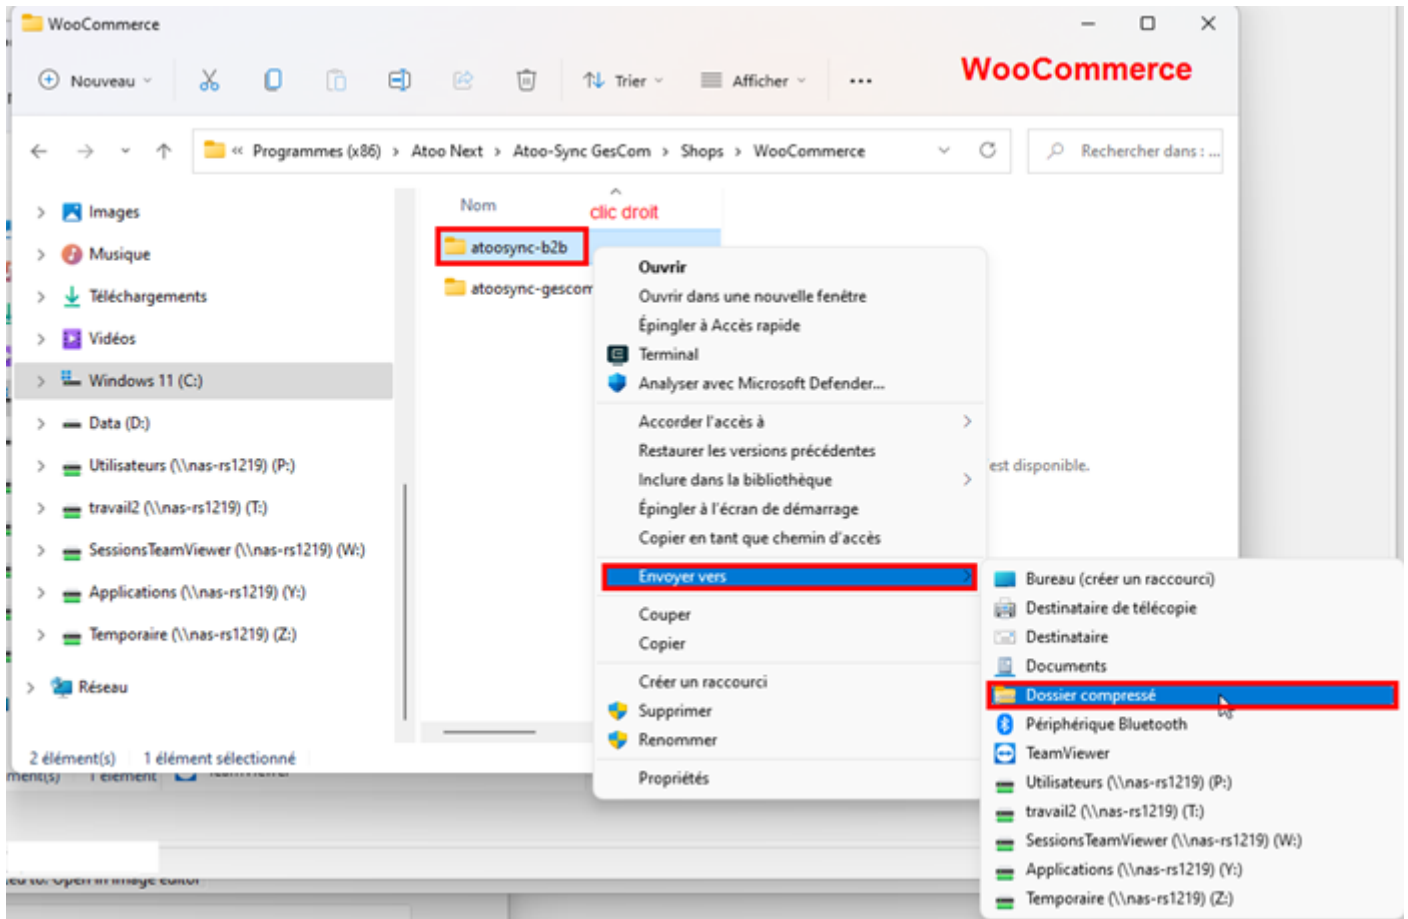 WooCommerce
Nouveau
Trier
Afficher
WooCommerce
« Programmes (x86) > Atoo Next > Atoo-Sync GesCom > Shops > WooCommerce
Rechercher dans : ...
Images
Musique
Téléchargements
Vidéos
Windows 11 (C:)
Data (D:)
Utilisateurs (\\nas-rs1219) (P:)
travail2 (\\nas-rs1219) (T:)
SessionsTeamViewer (\\nas-rs1219) (W:)
Applications (\\nas-rs1219) (Y:)
Temporaire (\\nas-rs1219) (Z:)
Réseau
Nom
clic droit
atoosync-b2b
atoosync-gescom
Ouvrir
Ouvrir dans une nouvelle fenêtre
Épingler à Accès rapide
Terminal
Analyser avec Microsoft Defender...
Accorder l'accès à
Restaurer les versions précédentes
Inclure dans la bibliothèque
Épingler à l'écran de démarrage
Copier en tant que chemin d'accès
Envoyer vers
Couper
Copier
Créer un raccourci
Supprimer
Renommer
Propriétés
est disponible.
Bureau (créer un raccourci)
Destinataire de télécopie
Destinataire
Documents
Dossier compressé
Périphérique Bluetooth
TeamViewer
Utilisateurs (\\nas-rs1219) (P:)
travail2 (\\nas-rs1219) (T:)
SessionsTeamViewer (\\nas-rs1219) (W:)
Applications (\\nas-rs1219) (Y:)
Temporaire (\\nas-rs1219) (Z:)
2 élément(s) 1 élément sélectionné
1 élément
Open in image editor